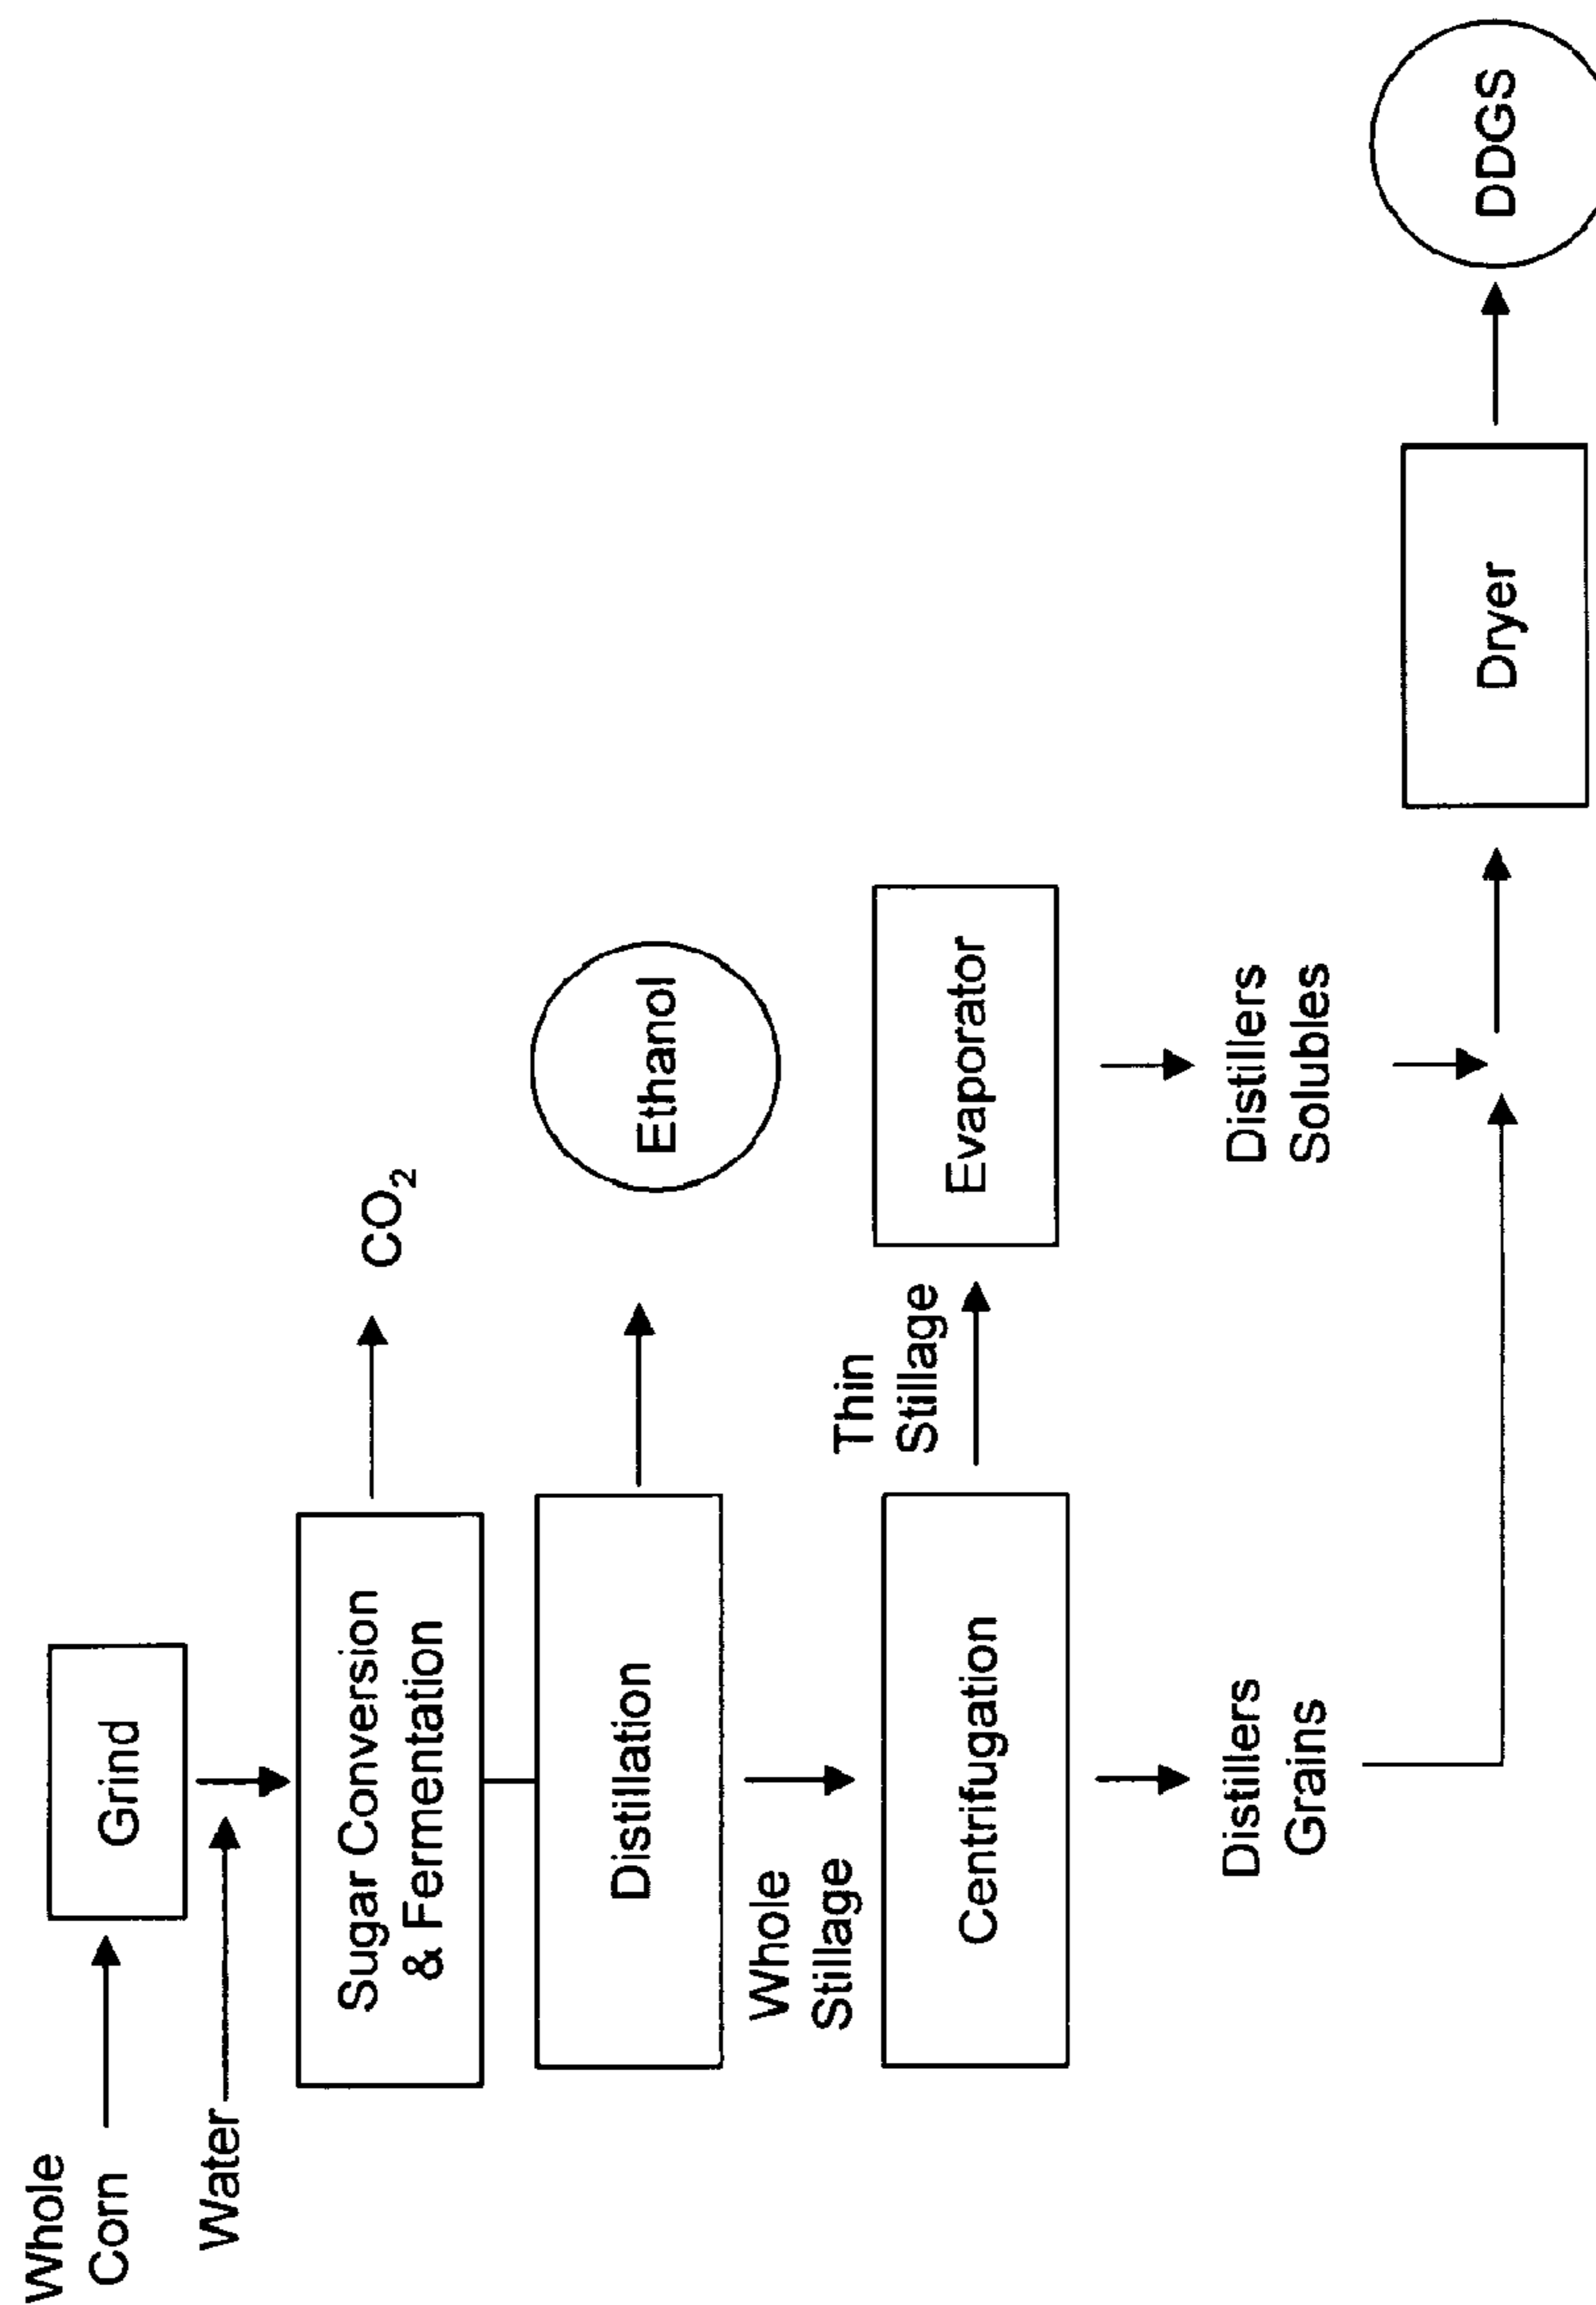 Whole
Corn
Grind
Water
Sugar Conversion
& Fermentation
CO₂
Distillation
Ethanol
Whole
Stillage
Thin
Stillage
Centrifugation
Evaporator
Distillers
Grains
Distillers
Solubles
Dryer
DDGS